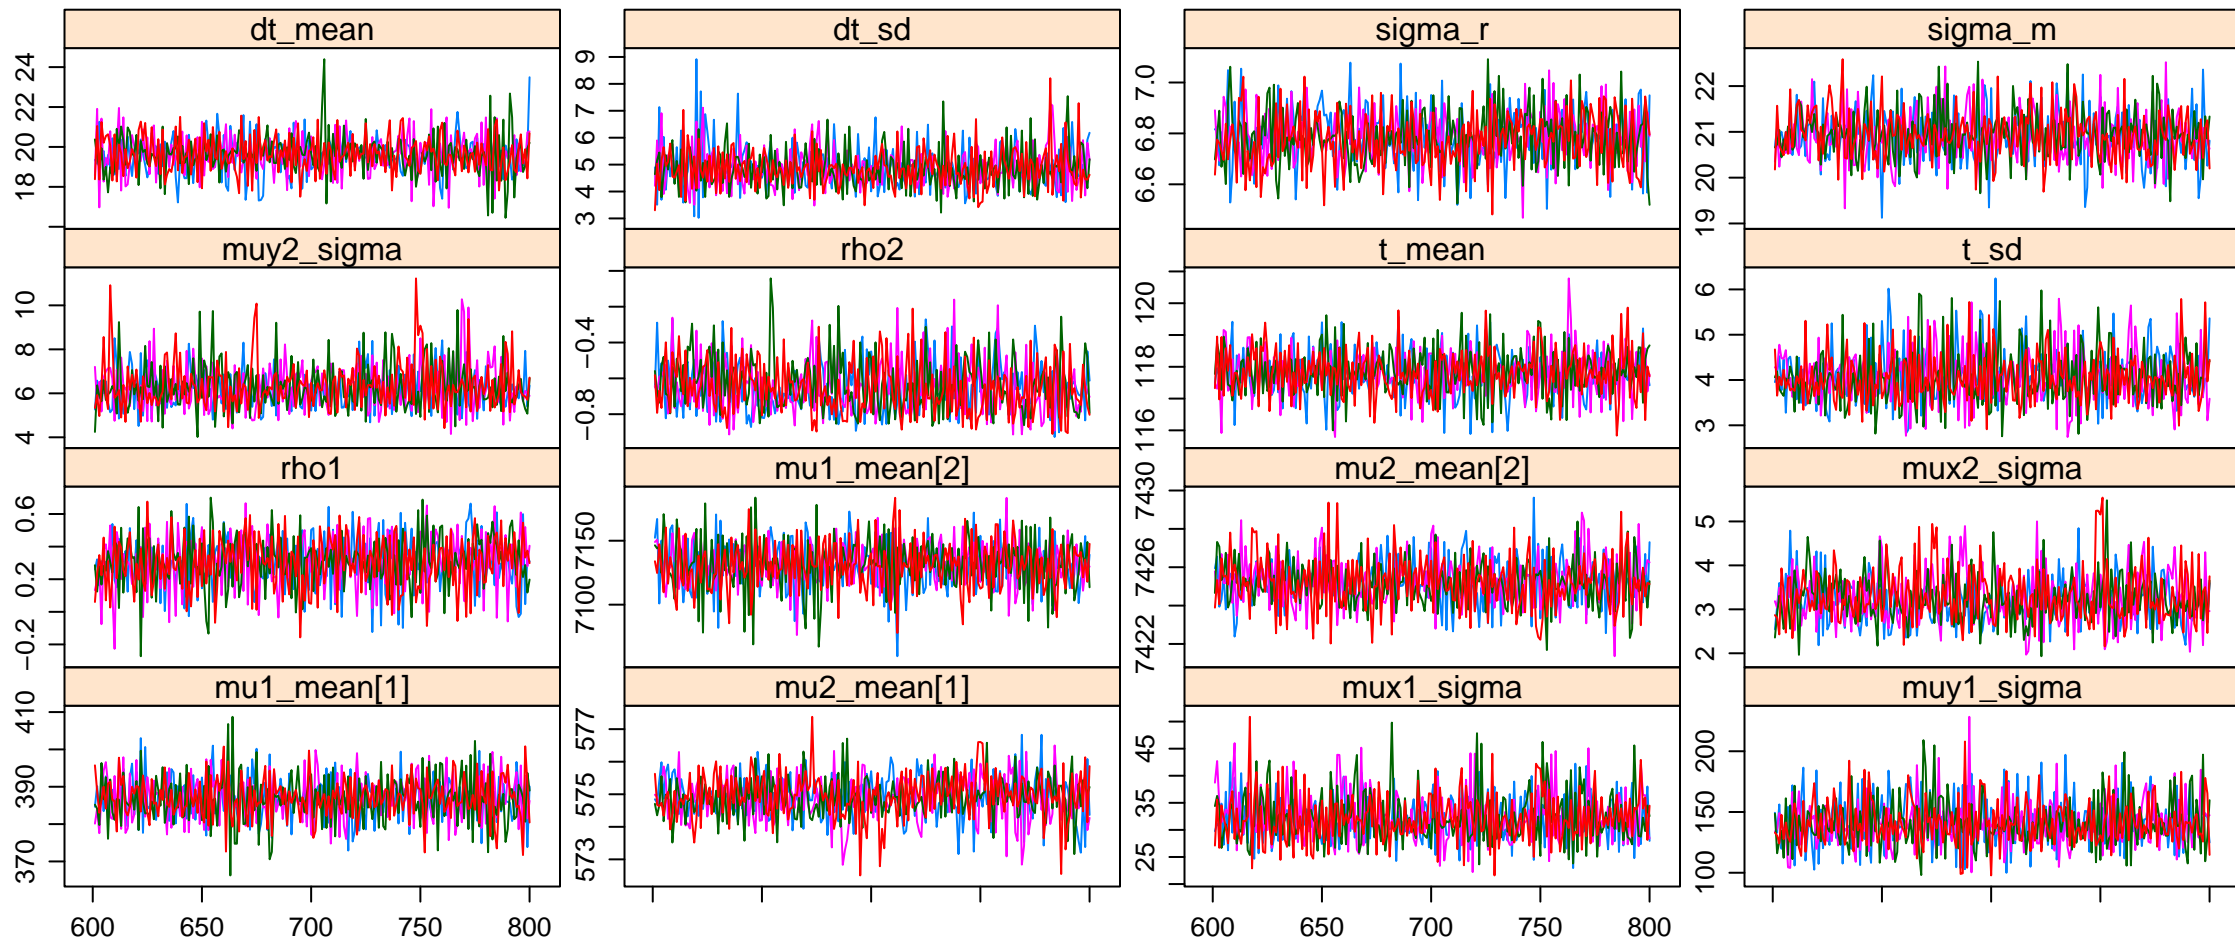 dt_mean dt_sd sigma_r sigma_m
18 20 22 24
3 4 5 6 7 8 9
6.6 6.8 7.0
19 20 21 22
muy2_sigma rho2 t_mean t_sd
4 6 8 10
−0.8 −0.4
116 118 120
3 4 5 6
rho1 mu1_mean[2] mu2_mean[2] mux2_sigma
−0.2 0.2 0.6
7100 7150
7422 7426 7430
2 3 4 5
mu1_mean[1] mu2_mean[1] mux1_sigma muy1_sigma
370 390 410
573 575 577
25 35 45
100 150 200
600 650 700 750 800
600 650 700 750 800